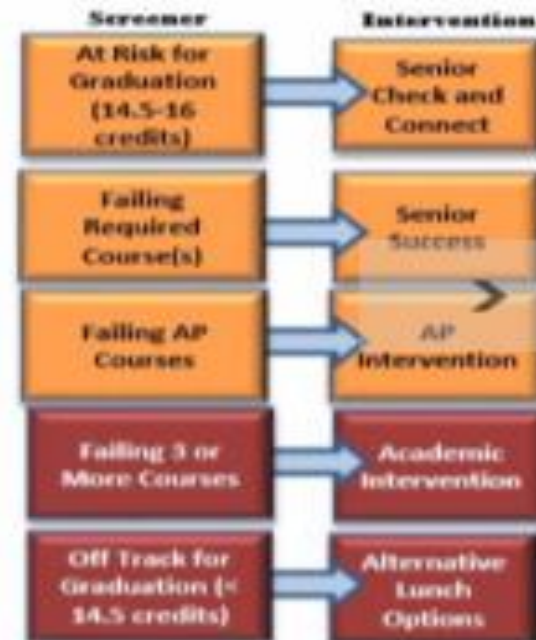 Screener Intervention
At Risk for
Graduation
(14.5-16
credits)
Senior
Check and
Connect
Failing
Required
Course(s)
Senior
Success
Failing AP
Courses
AP
Intervention
Failing 3 or
More Courses
Academic
Intervention
Off Track for
Graduation (<
14.5 credits)
Alternative
Lunch
Options